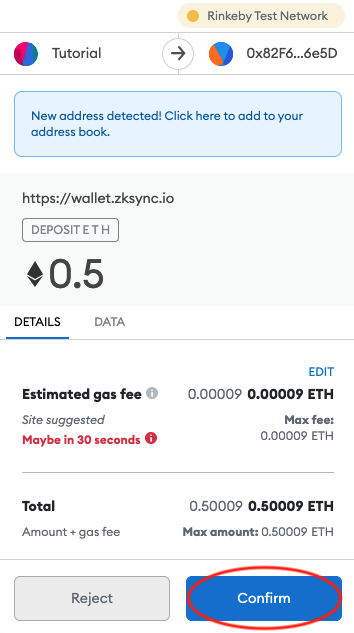 Rinkeby Test Network
Tutorial 0x82F6...6e5D
New address detected! Click here to add to your
address book.
https://wallet.zksync.io
DEPOSIT E T H
0.5
DETAILS DATA
EDIT
Estimated gas fee 0.00009 0.00009 ETH
Site suggested Max fee:
Maybe in 30 seconds 0.00009 ETH
Total 0.50009 0.50009 ETH
Amount + gas fee Max amount: 0.50009 ETH
Reject Confirm